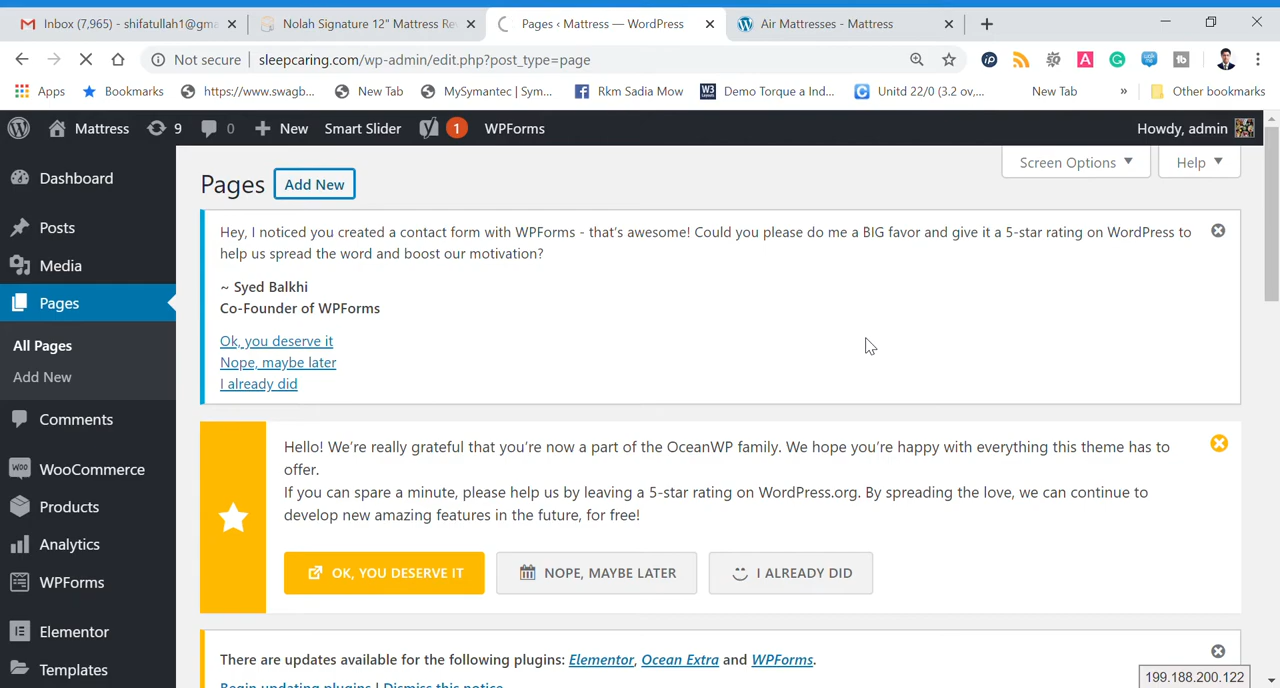 Inbox (7,965) - shifatullah1@gma
Nolah Signature 12" Mattress Re
Pages ‹ Mattress — WordPress
Air Mattresses - Mattress
Not secure
sleepcaring.com/wp-admin/edit.php?post_type=page
Apps
Bookmarks
https://www.swagb...
New Tab
MySymantec | Sym...
Rkm Sadia Mow
Demo Torque a Ind...
Unitd 22/0 (3.2 ov,...
New Tab
»
Other bookmarks
Mattress
9
0
New
Smart Slider
1
WPForms
Howdy, admin
Dashboard
Posts
Media
Pages
All Pages
Add New
Comments
WooCommerce
Products
Analytics
WPForms
Elementor
Templates
Screen Options
Help
Pages
Add New
Hey, I noticed you created a contact form with WPForms - that's awesome! Could you please do me a BIG favor and give it a 5-star rating on WordPress to
help us spread the word and boost our motivation?
~ Syed Balkhi
Co-Founder of WPForms
Ok, you deserve it
Nope, maybe later
I already did
Hello! We're really grateful that you're now a part of the OceanWP family. We hope you're happy with everything this theme has to
offer.
If you can spare a minute, please help us by leaving a 5-star rating on WordPress.org. By spreading the love, we can continue to
develop new amazing features in the future, for free!
OK, YOU DESERVE IT
NOPE, MAYBE LATER
I ALREADY DID
There are updates available for the following plugins: Elementor, Ocean Extra and WPForms.
Begin updating plugins | Dismiss this notice
199.188.200.122